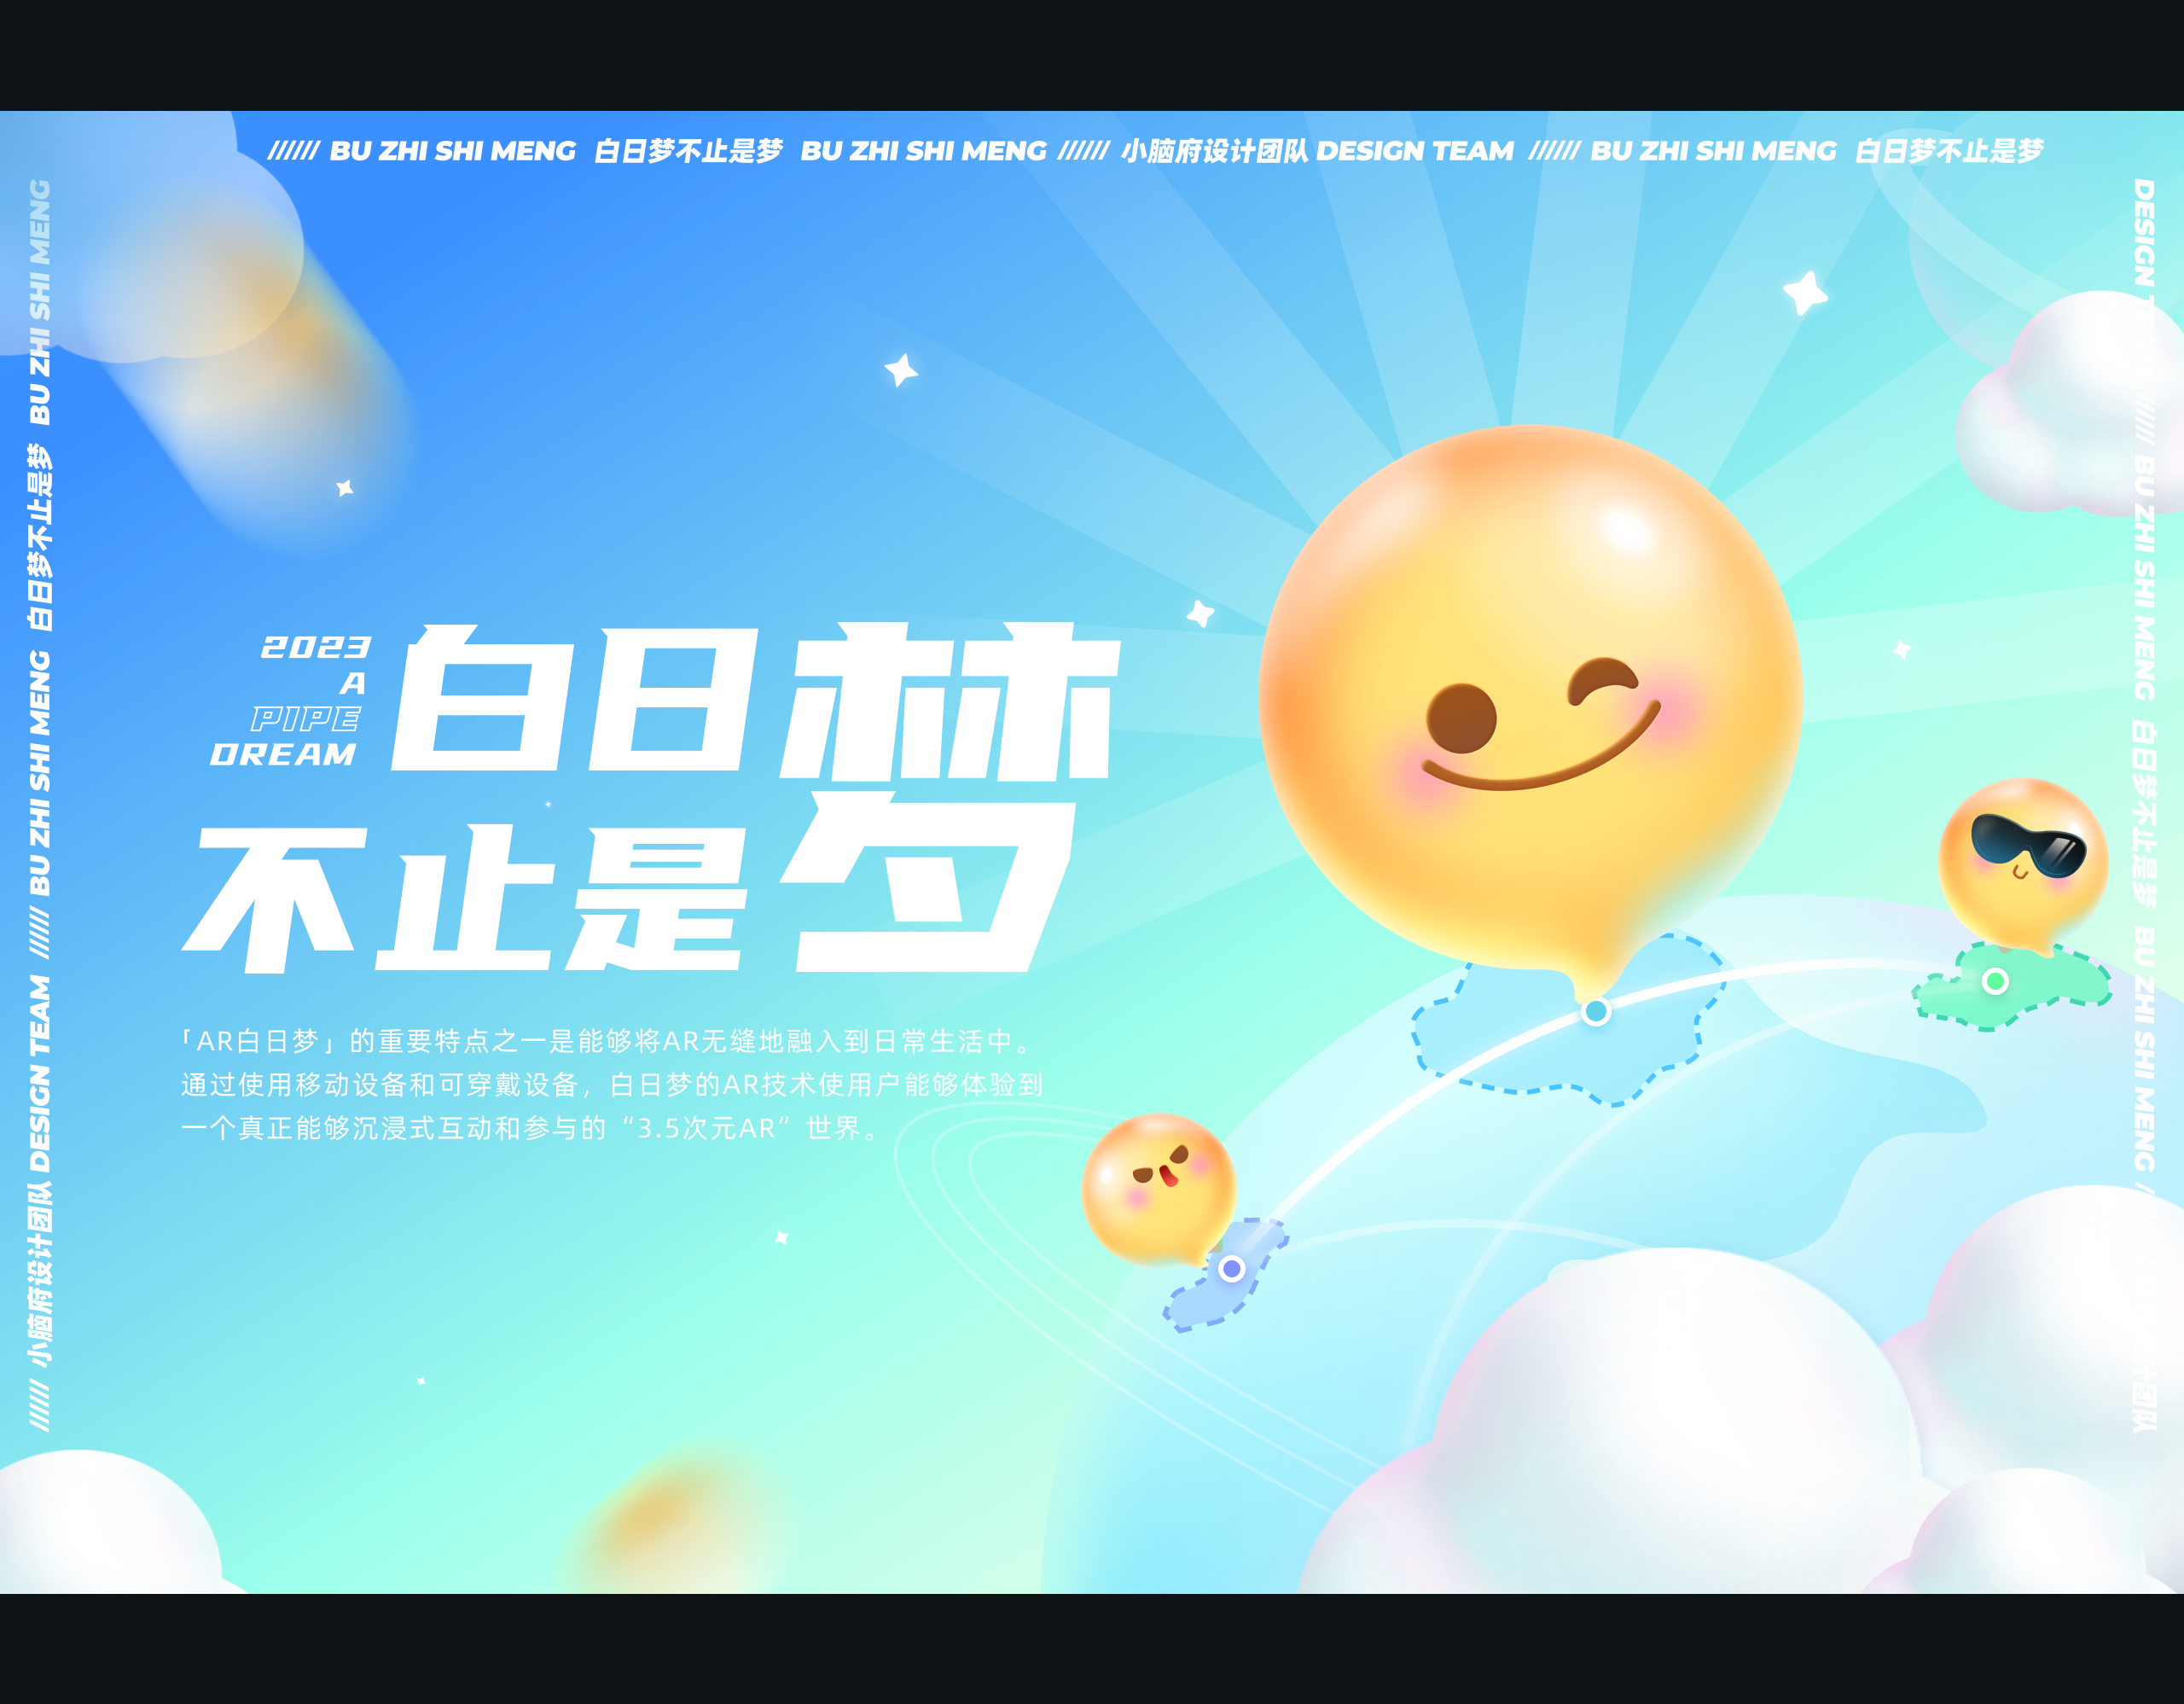 ////// BU ZHI SHI MENG 白日梦不止是梦 BU ZHI SHI MENG ////// 小脑府设计团队 DESIGN TEAM ////// BU ZHI SHI MENG 白日梦不止是梦
////// 小脑府设计团队 DESIGN TEAM ////// BU ZHI SHI MENG 白日梦不止是梦 BU ZHI SHI MENG
2023
A
PIPE
DREAM
白日梦
不止是
「AR白日梦」的重要特点之一是能够将AR无缝地融入到日常生活中。
通过使用移动设备和可穿戴设备，白日梦的AR技术使用户能够体验到
一个真正能够沉浸式互动和参与的“3.5次元AR”世界。
DESIGN TEAM ////// BU ZHI SHI MENG 白日梦不止是梦 BU ZHI SHI MENG / 计团队